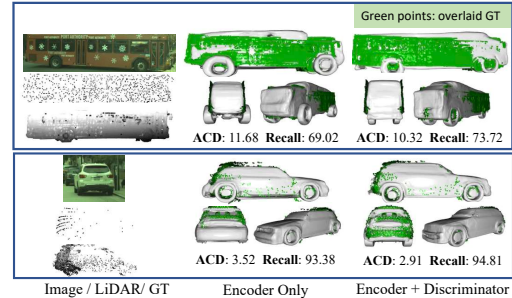 Green points: overlaid GT
ACD: 11.68 Recall: 69.02
ACD: 10.32 Recall: 73.72
ACD: 3.52 Recall: 93.38
ACD: 2.91 Recall: 94.81
Image / LiDAR/ GT
Encoder Only
Encoder + Discriminator